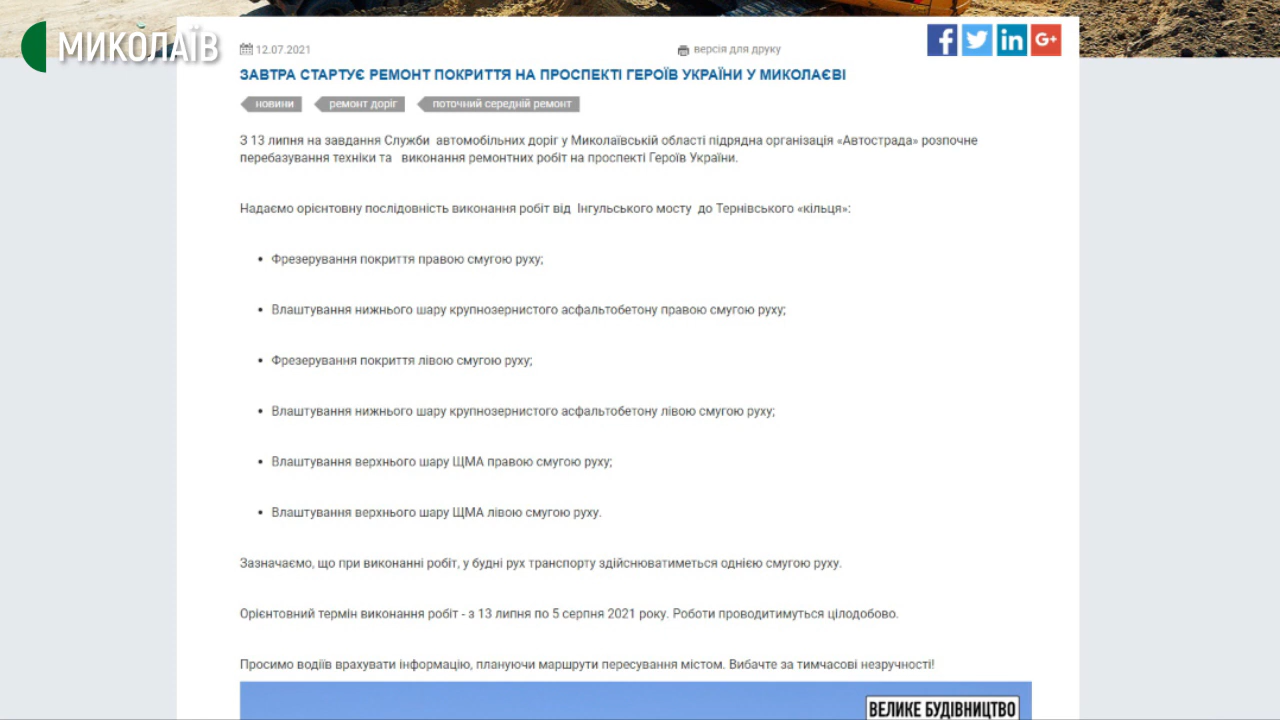 МИКОЛАЇВ
12.07.2021
версія для друку
ЗАВТРА СТАРТУЄ РЕМОНТ ПОКРИТТЯ НА ПРОСПЕКТІ ГЕРОЇВ УКРАЇНИ У МИКОЛАЄВІ
новини ремонт доріг поточний середній ремонт
З 13 липня на завдання Служби автомобільних доріг у Миколаївській області підрядна організація «Автострада» розпочне
перебазування техніки та виконання ремонтних робіт на проспекті Героїв України.
Надаємо орієнтовну послідовність виконання робіт від Інгульського мосту до Тернівського «кільця»:
• Фрезерування покриття правою смугою руху;
• Влаштування нижнього шару крупнозернистого асфальтобетону правою смугою руху;
• Фрезерування покриття лівою смугою руху;
• Влаштування нижнього шару крупнозернистого асфальтобетону лівою смугою руху;
• Влаштування верхнього шару ЩМА правою смугою руху;
• Влаштування верхнього шару ЩМА лівою смугою руху.
Зазначаємо, що при виконанні робіт, у будні рух транспорту здійснюватиметься однією смугою руху.
Орієнтовний термін виконання робіт - з 13 липня по 5 серпня 2021 року. Роботи проводитимуться цілодобово.
Просимо водіїв врахувати інформацію, плануючи маршрути пересування містом. Вибачте за тимчасові незручності!
ВЕЛИКЕ БУДІВНИЦТВО